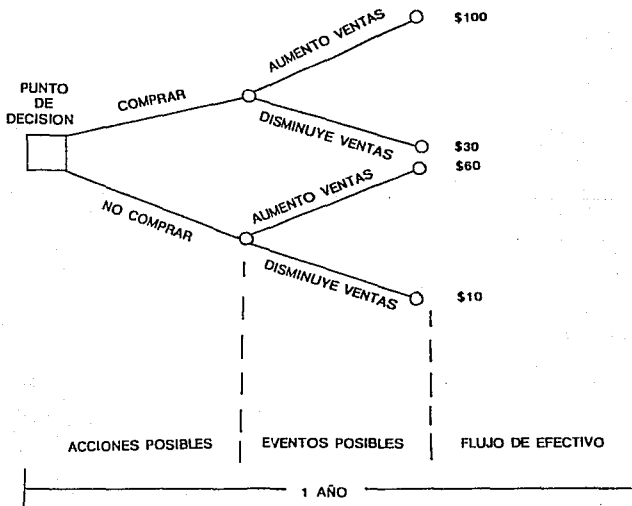 AUMENTO VENTAS
$100
PUNTO
DE
DECISION
COMPRAR
DISMINUYE VENTAS
$30
$60
AUMENTO VENTAS
NO COMPRAR
DISMINUYE VENTAS
$10
ACCIONES POSIBLES
EVENTOS POSIBLES
FLUJO DE EFECTIVO
1 AÑO